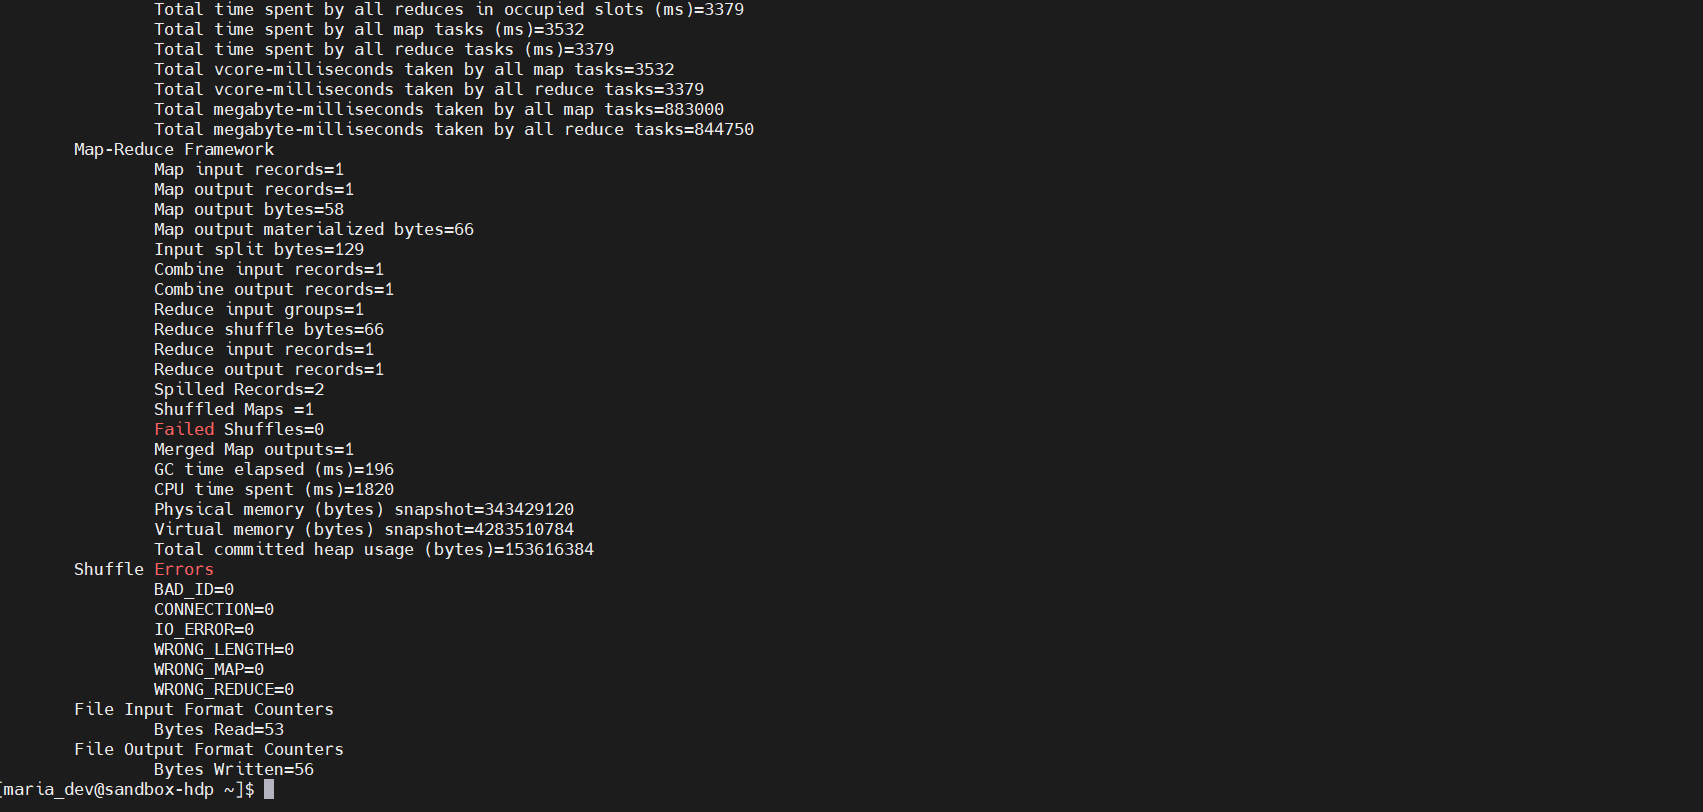 Total time spent by all reduces in occupied slots (ms)=3379
Total time spent by all map tasks (ms)=3532
Total time spent by all reduce tasks (ms)=3379
Total vcore-milliseconds taken by all map tasks=3532
Total vcore-milliseconds taken by all reduce tasks=3379
Total megabyte-milliseconds taken by all map tasks=883000
Total megabyte-milliseconds taken by all reduce tasks=844750
Map-Reduce Framework
Map input records=1
Map output records=1
Map output bytes=58
Map output materialized bytes=66
Input split bytes=129
Combine input records=1
Combine output records=1
Reduce input groups=1
Reduce shuffle bytes=66
Reduce input records=1
Reduce output records=1
Spilled Records=2
Shuffled Maps =1
Failed Shuffles=0
Merged Map outputs=1
GC time elapsed (ms)=196
CPU time spent (ms)=1820
Physical memory (bytes) snapshot=343429120
Virtual memory (bytes) snapshot=4283510784
Total committed heap usage (bytes)=153616384
Shuffle Errors
BAD_ID=0
CONNECTION=0
IO_ERROR=0
WRONG_LENGTH=0
WRONG_MAP=0
WRONG_REDUCE=0
File Input Format Counters
Bytes Read=53
File Output Format Counters
Bytes Written=56
[maria_dev@sandbox-hdp ~]$